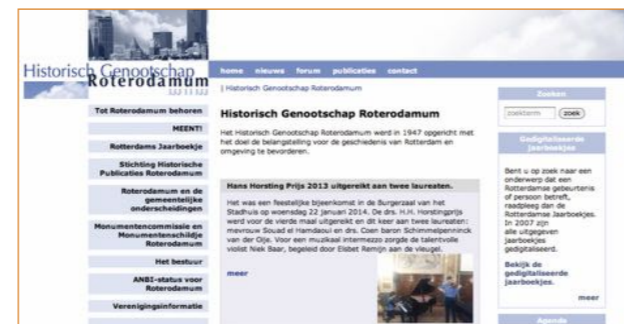 Historisch Genootschap
Roterodamum
home nieuws forum publicaties contact
| Historisch Genootschap Roterodamum
Tot Roterodamum behoren
MEENT!
Rotterdams Jaarboekje
Stichting Historische
Publicaties Roterodamum
Roterodamum en de
gemeentelijke
onderscheidingen
Monumentencommissie en
Monumentenschildje
Roterodamum
Het bestuur
ANBI-status voor
Roterodamum
Verenigingsinformatie
Historisch Genootschap Roterodamum
Het Historisch Genootschap Roterodamum werd in 1947 opgericht met
het doel de belangstelling voor de geschiedenis van Rotterdam en
omgeving te bevorderen.
Hans Horsting Prijs 2013 uitgereikt aan twee laureaten.
Het was een feestelijke bijeenkomst in de Burgerzaal van het
Stadhuis op woensdag 22 januari 2014. De drs. H.H. Horstingprijs
werd voor de vierde maal uitgereikt en dit keer aan twee laureaten:
mevrouw Souad el Hamdaoui en drs. Coen baron Schimmelpenninck
van der Oije. Voor een muzikaal intermezzo zorgde de talentvolle
violist Niek Baar, begeleid door Elsbet Remijn aan de vleugel.
meer
Zoeken
zoekterm zoek
Gedigitaliseerde
jaarboekjes
Bent u op zoek naar een
onderwerp dat een
Rotterdamse gebeurtenis
of persoon betreft,
raadpleeg dan de
Rotterdamse Jaarboekjes.
In 2007 zijn
alle uitgegeven
jaarboekjes
gedigitaliseerd.
Bekijk de
gedigitaliseerde
jaarboekjes.
meer
Agenda